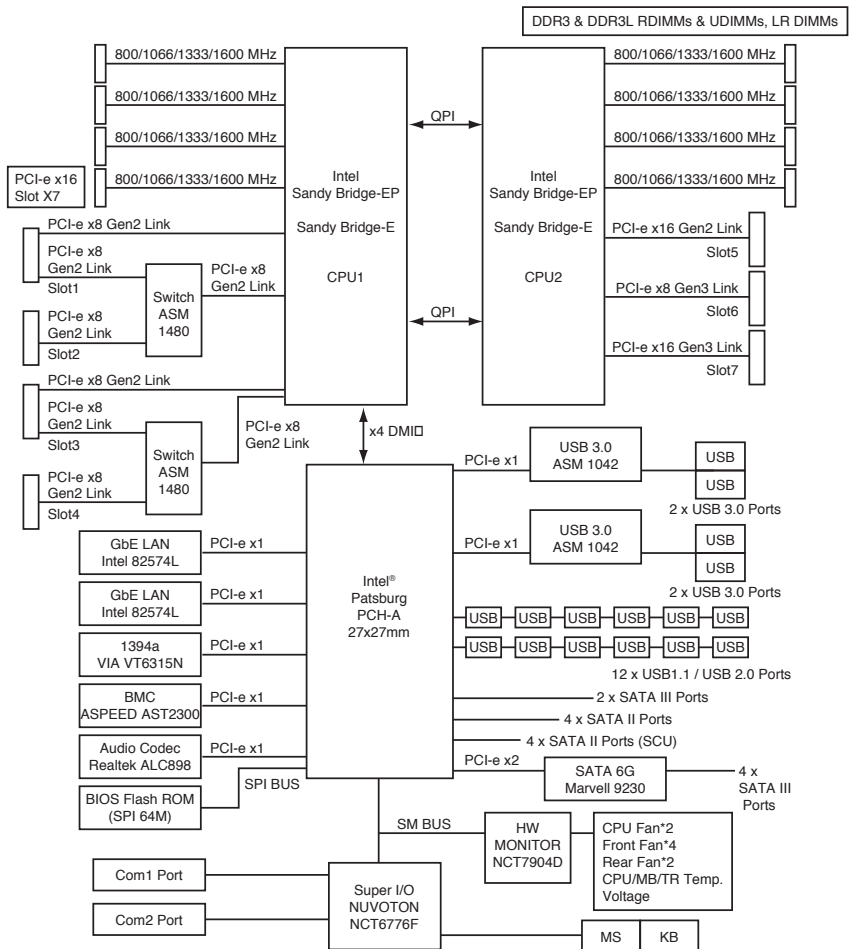 DDR3 & DDR3L RDIMMs & UDIMMs, LR DIMMs
800/1066/1333/1600 MHz
800/1066/1333/1600 MHz
800/1066/1333/1600 MHz
800/1066/1333/1600 MHz
PCI-e x16
Slot X7
PCI-e x8 Gen2 Link
PCI-e x8
Gen2 Link
Slot1
Switch
ASM
1480
PCI-e x8
Gen2 Link
PCI-e x8
Gen2 Link
Slot2
PCI-e x8 Gen2 Link
PCI-e x8
Gen2 Link
Slot3
Switch
ASM
1480
PCI-e x8
Gen2 Link
PCI-e x8
Gen2 Link
Slot4
Intel
Sandy Bridge-EP
Sandy Bridge-E
CPU1
QPI
QPI
Intel
Sandy Bridge-EP
Sandy Bridge-E
CPU2
800/1066/1333/1600 MHz
800/1066/1333/1600 MHz
800/1066/1333/1600 MHz
800/1066/1333/1600 MHz
PCI-e x16 Gen2 Link
Slot5
PCI-e x8 Gen3 Link
Slot6
PCI-e x16 Gen3 Link
Slot7
x4 DMI□
Intel®
Patsburg
PCH-A
27x27mm
GbE LAN
Intel 82574L
PCI-e x1
GbE LAN
Intel 82574L
PCI-e x1
1394a
VIA VT6315N
PCI-e x1
BMC
ASPEED AST2300
PCI-e x1
Audio Codec
Realtek ALC898
PCI-e x1
BIOS Flash ROM
(SPI 64M)
SPI BUS
PCI-e x1
USB 3.0
ASM 1042
USB
USB
2 x USB 3.0 Ports
PCI-e x1
USB 3.0
ASM 1042
USB
USB
2 x USB 3.0 Ports
USB USB USB USB USB USB
USB USB USB USB USB USB
12 x USB1.1 / USB 2.0 Ports
2 x SATA III Ports
4 x SATA II Ports
4 x SATA II Ports (SCU)
PCI-e x2
SATA 6G
Marvell 9230
4 x
SATA III
Ports
SM BUS
HW
MONITOR
NCT7904D
CPU Fan*2
Front Fan*4
Rear Fan*2
CPU/MB/TR Temp.
Voltage
Com1 Port
Com2 Port
Super I/O
NUVOTON
NCT6776F
MS
KB